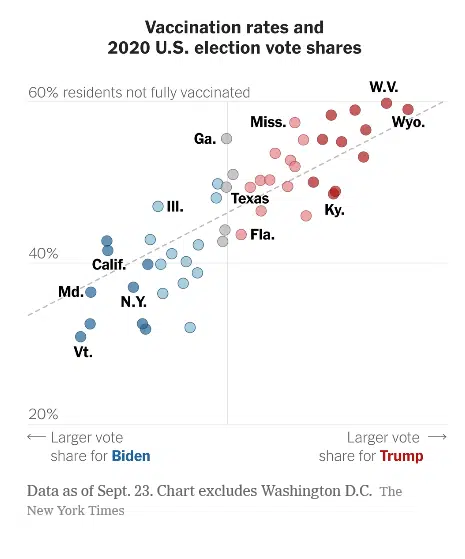 Vaccination rates and
2020 U.S. election vote shares
60% residents not fully vaccinated
W.V.
Miss.
Wyo.
Ga.
Texas
Ill.
Ky.
Fla.
40%
Calif.
Md.
N.Y.
Vt.
20%
← Larger vote
share for Biden
Larger vote →
share for Trump
Data as of Sept. 23. Chart excludes Washington D.C. The
New York Times